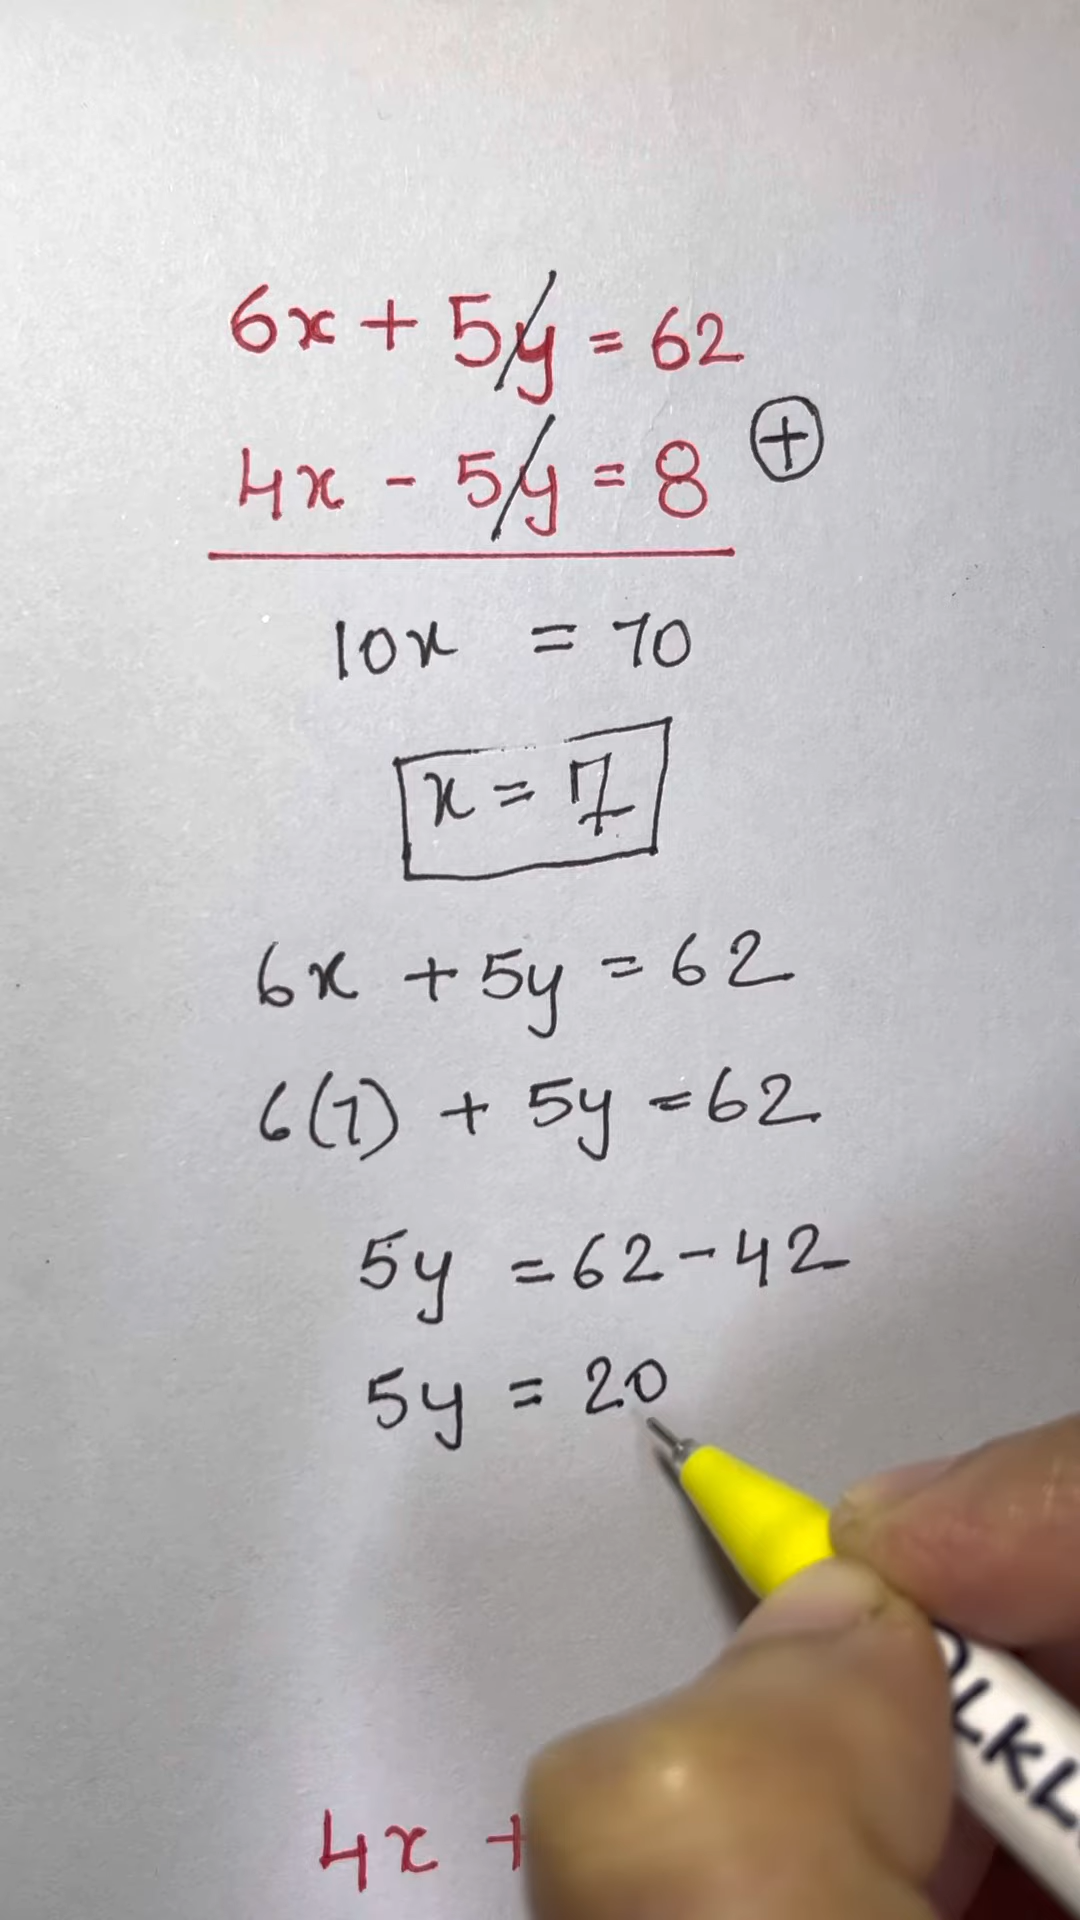 6x + 5y = 62
4x - 5y = 8 +
10x = 70
x = 7
6x + 5y = 62
6(7) + 5y = 62
5y = 62 - 42
5y = 20
4x +